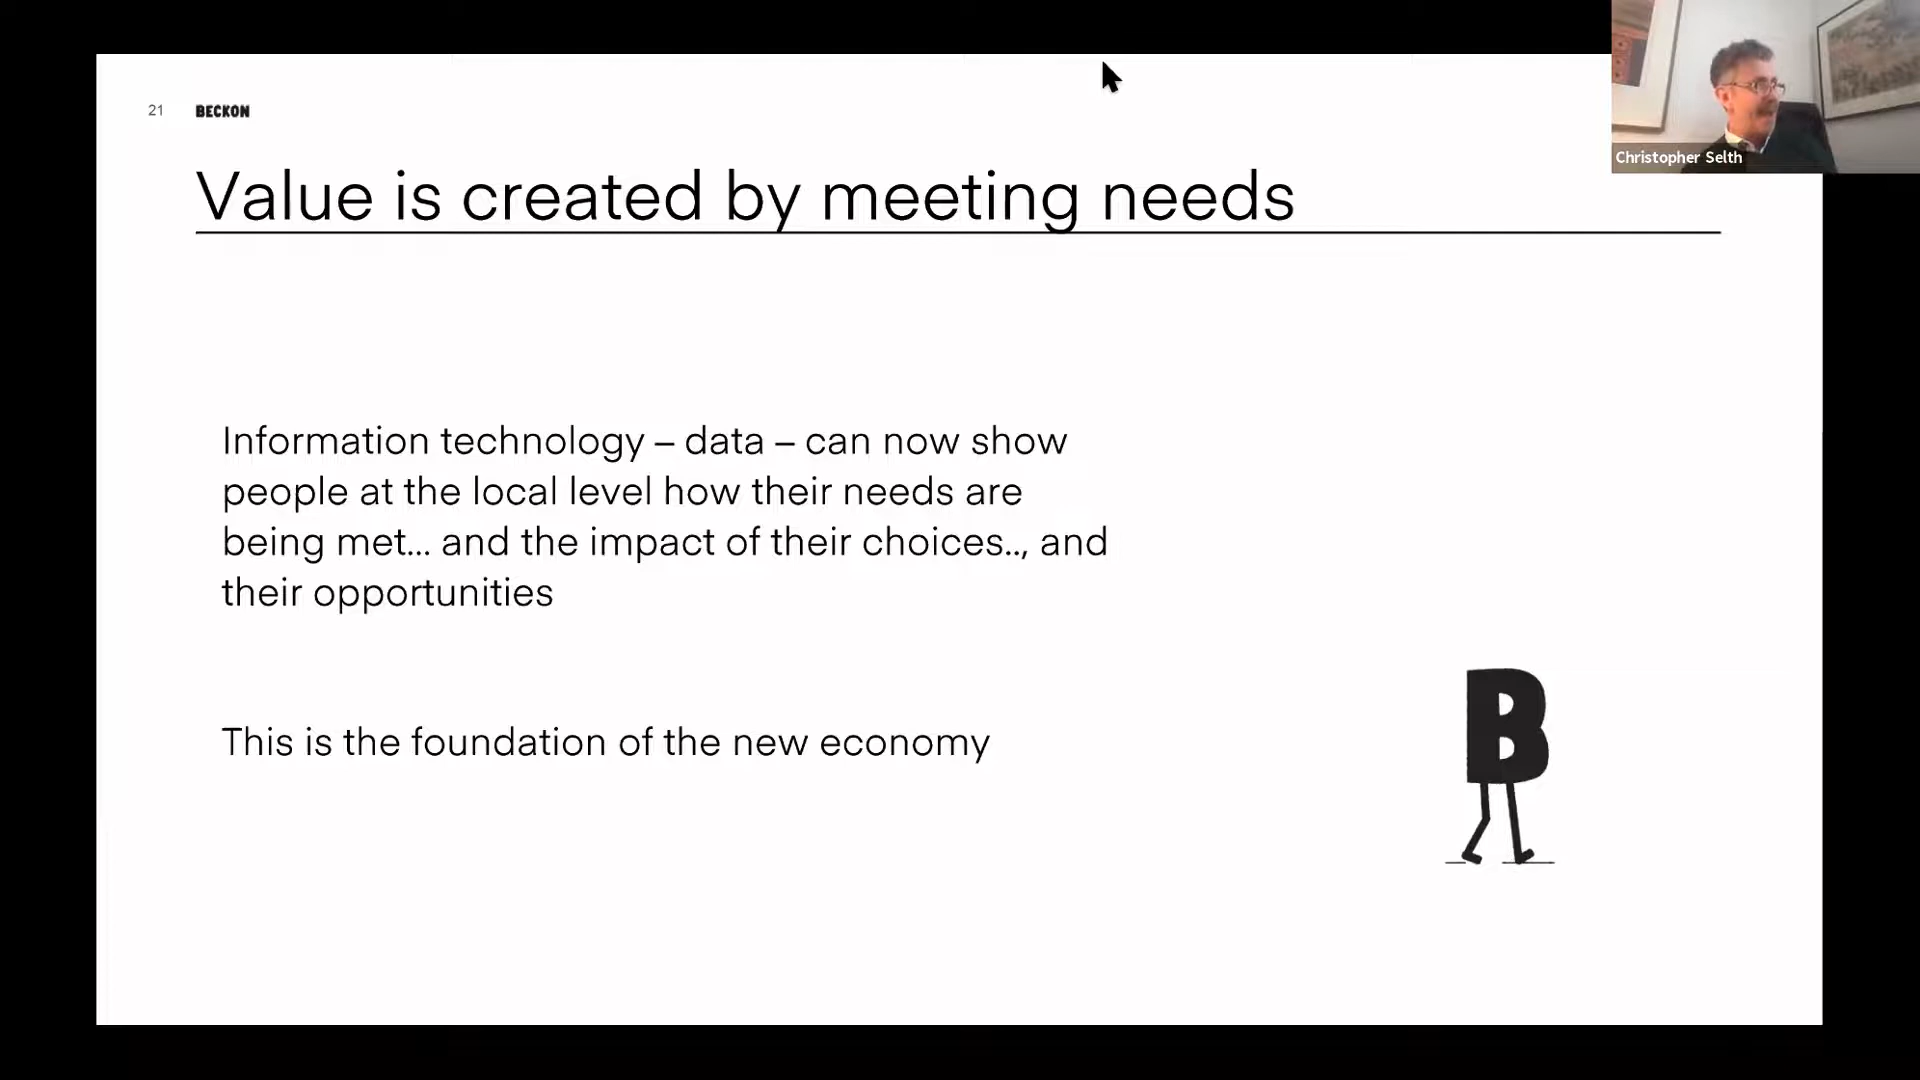 21 BECKON
Christopher Selth
Value is created by meeting needs
Information technology – data – can now show
people at the local level how their needs are
being met... and the impact of their choices.., and
their opportunities
This is the foundation of the new economy
B